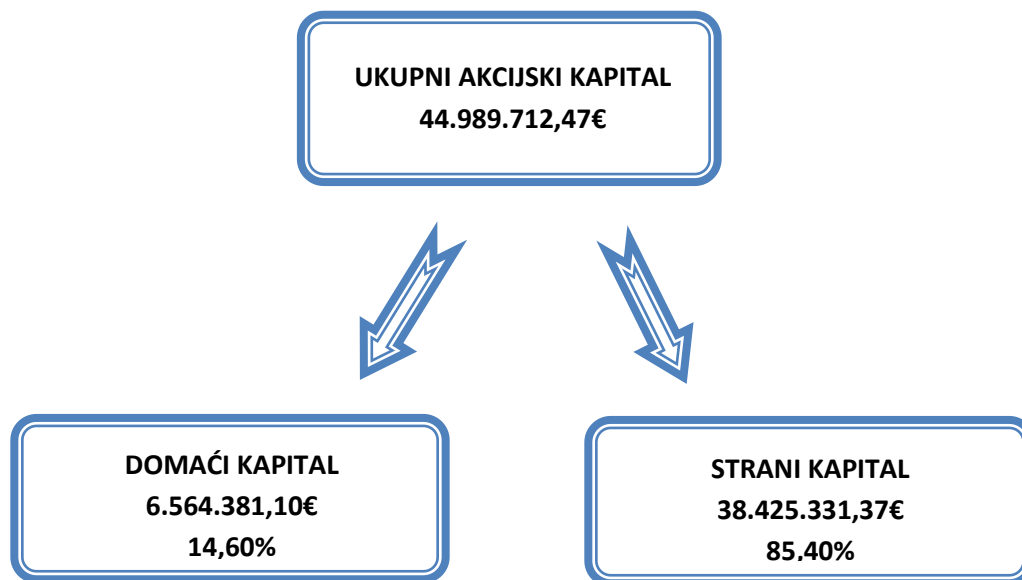 UKUPNI AKCIJSKI KAPITAL
44.989.712,47€
DOMAĆI KAPITAL
6.564.381,10€
14,60%
STRANI KAPITAL
38.425.331,37€
85,40%